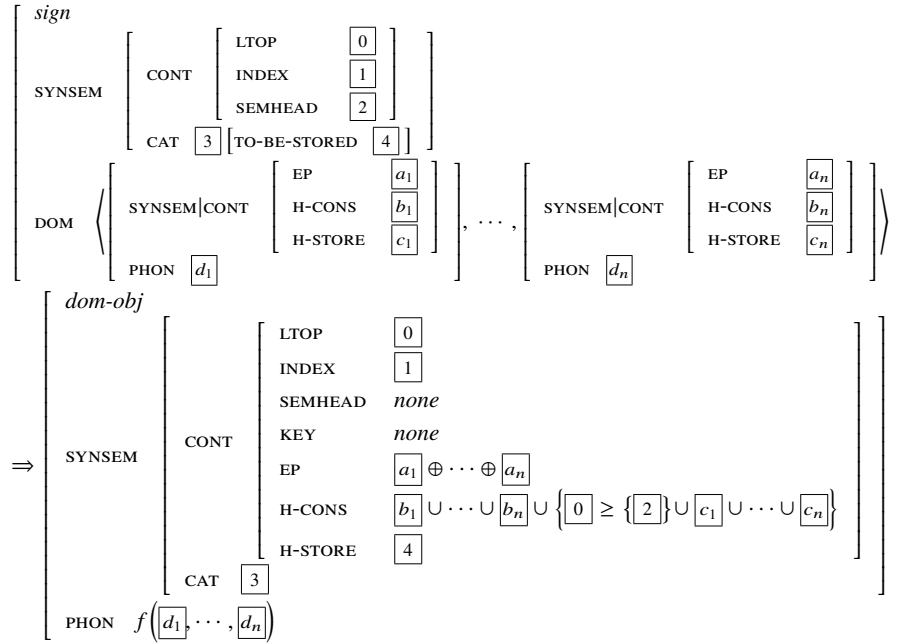 sign
LTOP 0
INDEX 1
SEMHEAD 2
CONT
SYNSEM
CAT 3 [TO-BE-STORED 4]
EP a₁
H-CONS b₁
H-STORE c₁
SYNSEM|CONT
PHON d₁
DOM ⟨ , ⋯ , ⟩
EP aₙ
H-CONS bₙ
H-STORE cₙ
SYNSEM|CONT
PHON dₙ
⇒
dom-obj
LTOP 0
INDEX 1
SEMHEAD none
KEY none
CONT
SYNSEM
EP a₁ ⊕ ⋯ ⊕ aₙ
H-CONS b₁ ∪ ⋯ ∪ bₙ ∪ {0 ≥ {2} ∪ c₁ ∪ ⋯ ∪ cₙ}
H-STORE 4
CAT 3
PHON f(d₁, ⋯ , dₙ)